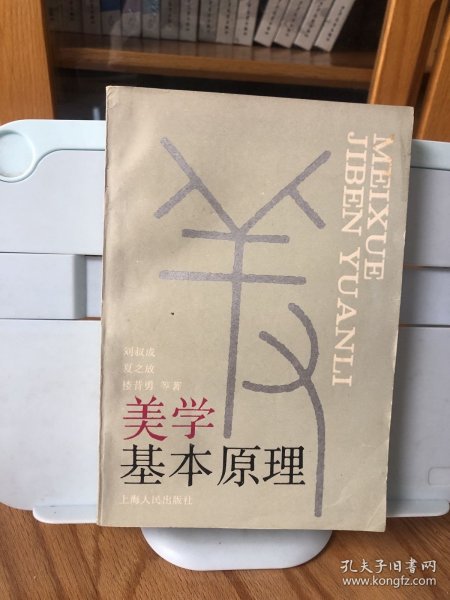 MEIXUE
JIBEN YUANLI
刘叔成
夏之放
楼昔勇 等著
美学
基本原理
上海人民出版社
孔夫子旧书网
www.kongfz.com